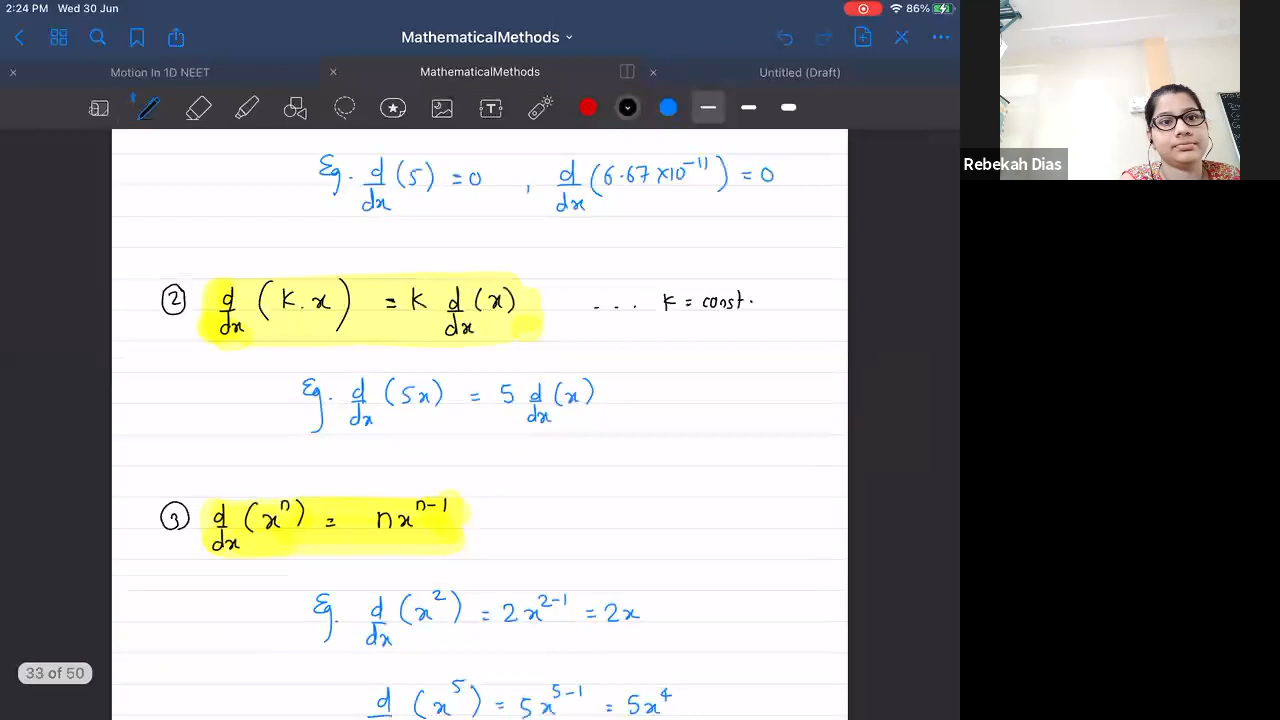 2:24 PM Wed 30 Jun 86%
MathematicalMethods
Motion In 1D NEET MathematicalMethods Untitled (Draft)
Rebekah Dias
Eg. d/dx (5) = 0 , d/dx (6.67 × 10⁻¹¹) = 0
② d/dx (K. x) = K d/dx (x) . . . K = const.
Eg. d/dx (5x) = 5 d/dx (x)
③ d/dx (xⁿ) = nxⁿ⁻¹
Eg. d/dx (x²) = 2x²⁻¹ = 2x
d (x⁵) = 5x⁵⁻¹ = 5x⁴
33 of 50